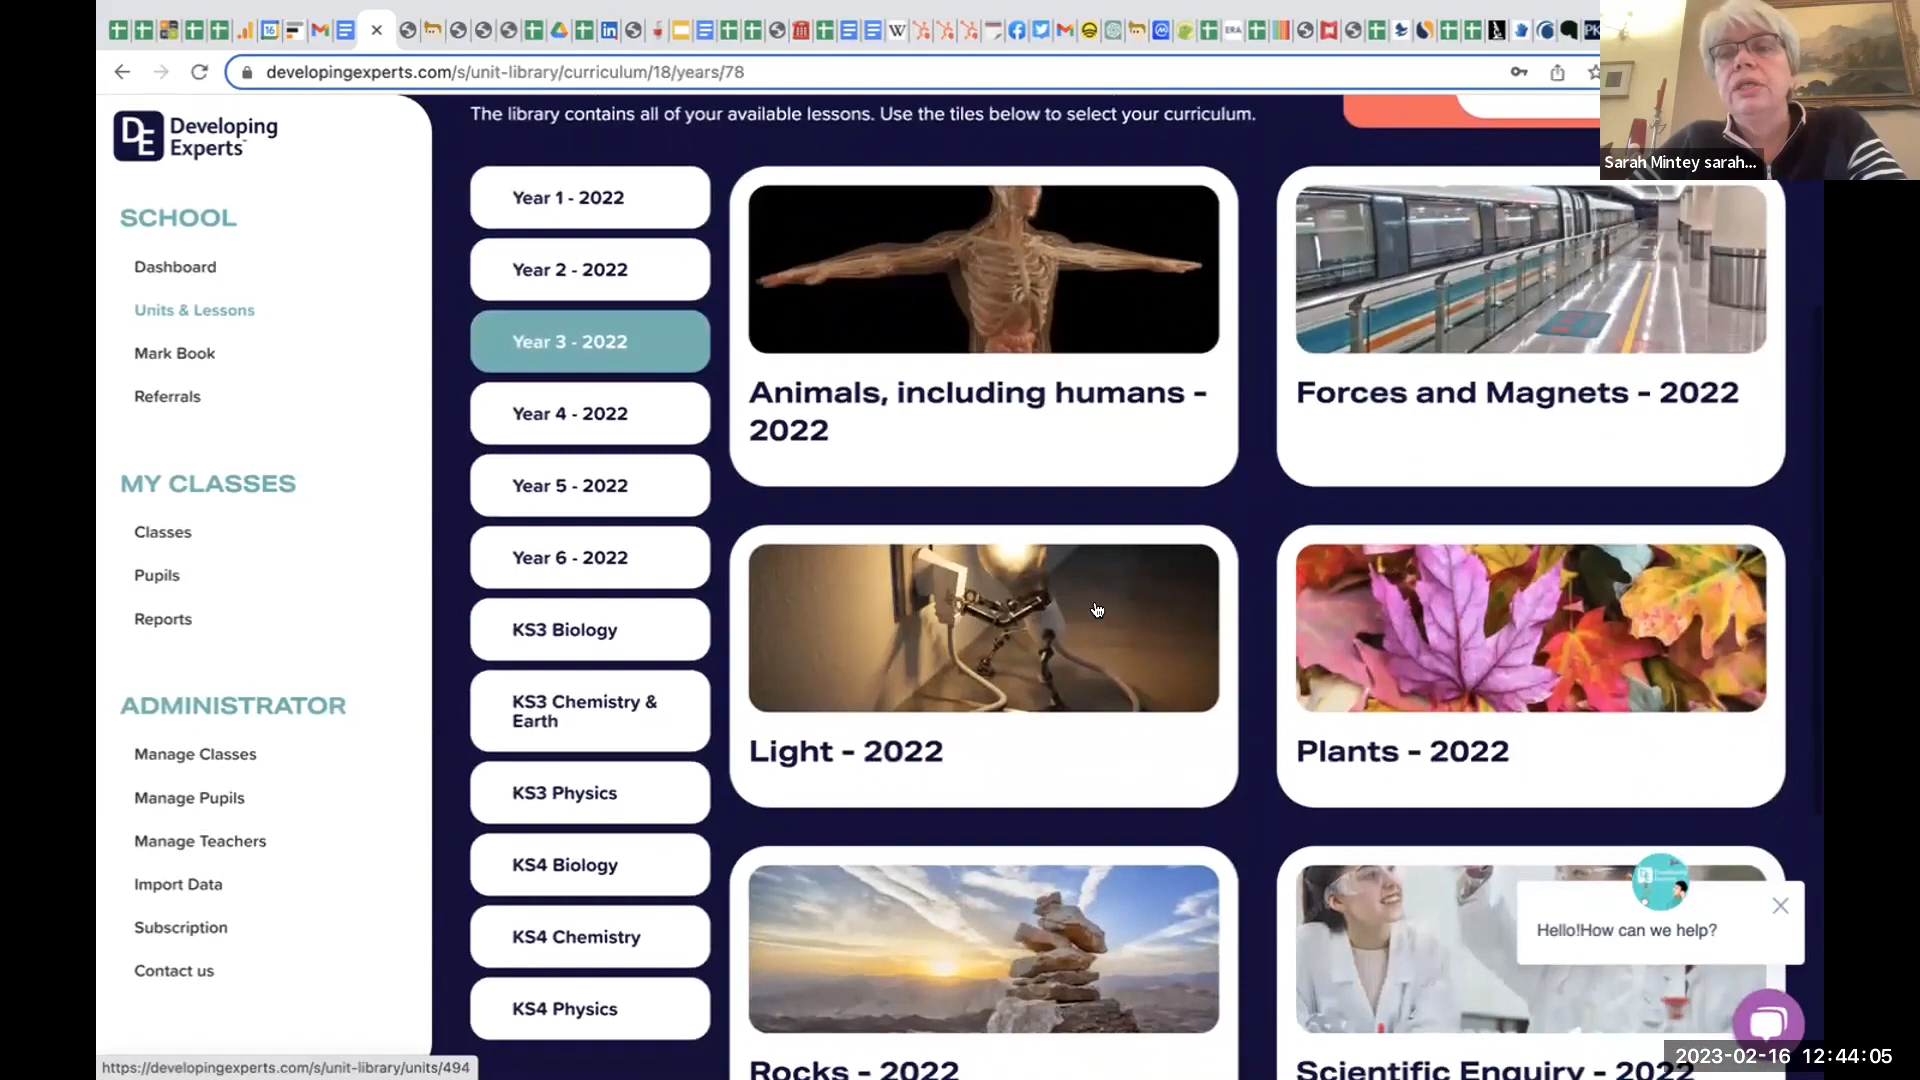 developingexperts.com/s/unit-library/curriculum/18/years/78
Sarah Mintey sarah...
DE Developing
Experts
SCHOOL
Dashboard
Units & Lessons
Mark Book
Referrals
MY CLASSES
Classes
Pupils
Reports
ADMINISTRATOR
Manage Classes
Manage Pupils
Manage Teachers
Import Data
Subscription
Contact us
The library contains all of your available lessons. Use the tiles below to select your curriculum.
Year 1 - 2022
Year 2 - 2022
Year 3 - 2022
Year 4 - 2022
Year 5 - 2022
Year 6 - 2022
KS3 Biology
KS3 Chemistry &
Earth
KS3 Physics
KS4 Biology
KS4 Chemistry
KS4 Physics
Animals, including humans -
2022
Forces and Magnets - 2022
Light - 2022
Plants - 2022
Rocks - 2022
Scientific Enquiry - 2022
Hello!How can we help?
https://developingexperts.com/s/unit-library/units/494
2023-02-16 12:44:05